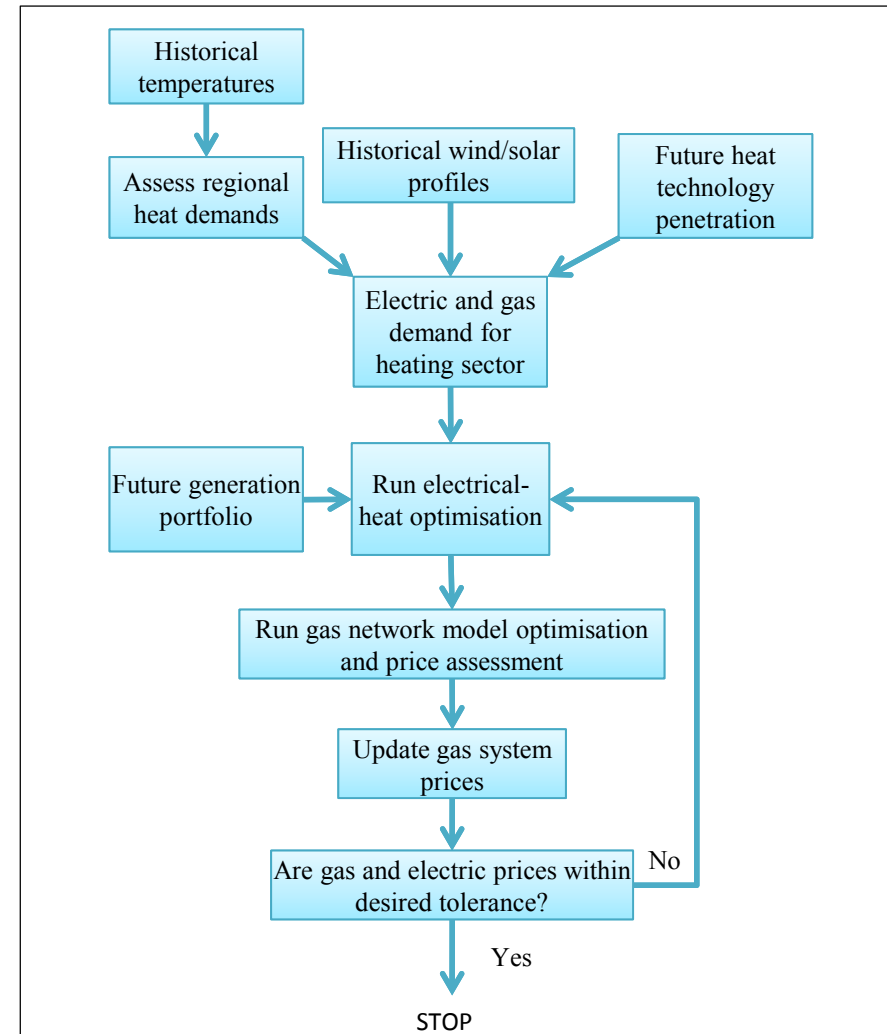 Historical
temperatures
Assess regional
heat demands
Historical wind/solar
profiles
Future heat
technology
penetration
Electric and gas
demand for
heating sector
Future generation
portfolio
Run electrical-
heat optimisation
Run gas network model optimisation
and price assessment
Update gas system
prices
Are gas and electric prices within
desired tolerance?
No
Yes
STOP